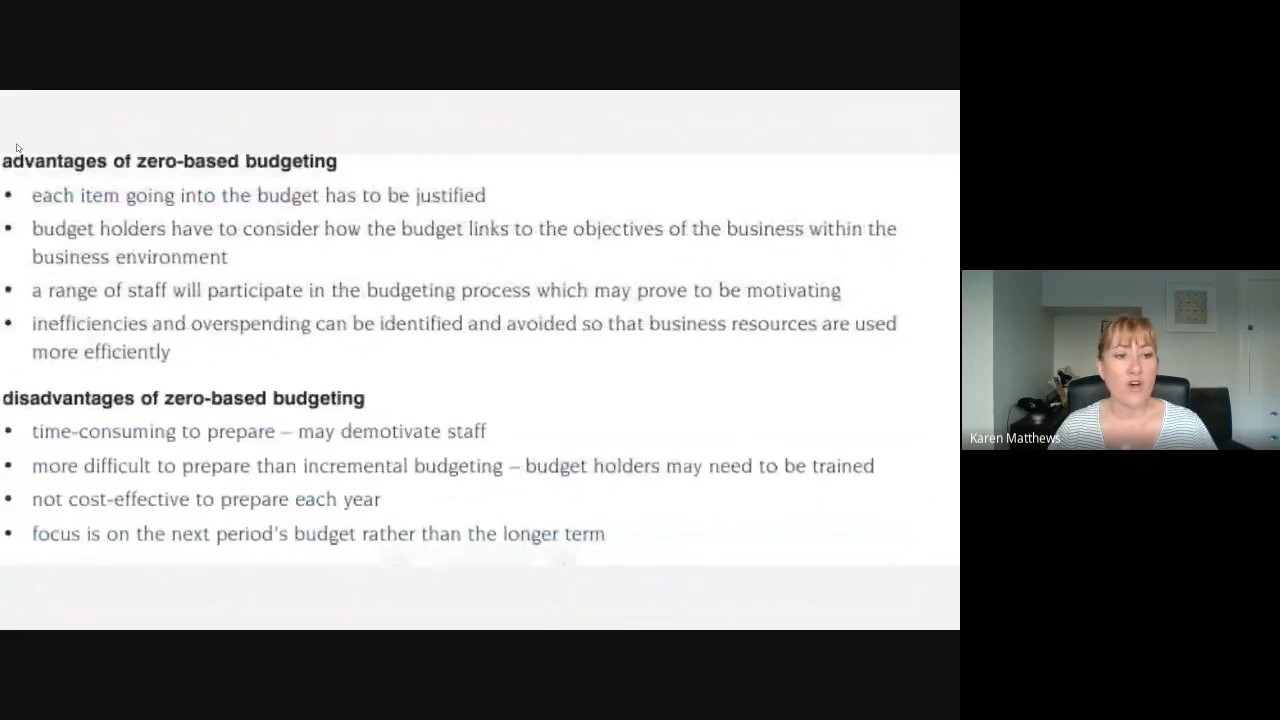 advantages of zero-based budgeting
• each item going into the budget has to be justified
• budget holders have to consider how the budget links to the objectives of the business within the
business environment
• a range of staff will participate in the budgeting process which may prove to be motivating
• inefficiencies and overspending can be identified and avoided so that business resources are used
more efficiently
disadvantages of zero-based budgeting
• time-consuming to prepare – may demotivate staff
• more difficult to prepare than incremental budgeting – budget holders may need to be trained
• not cost-effective to prepare each year
• focus is on the next period's budget rather than the longer term
Karen Matthews